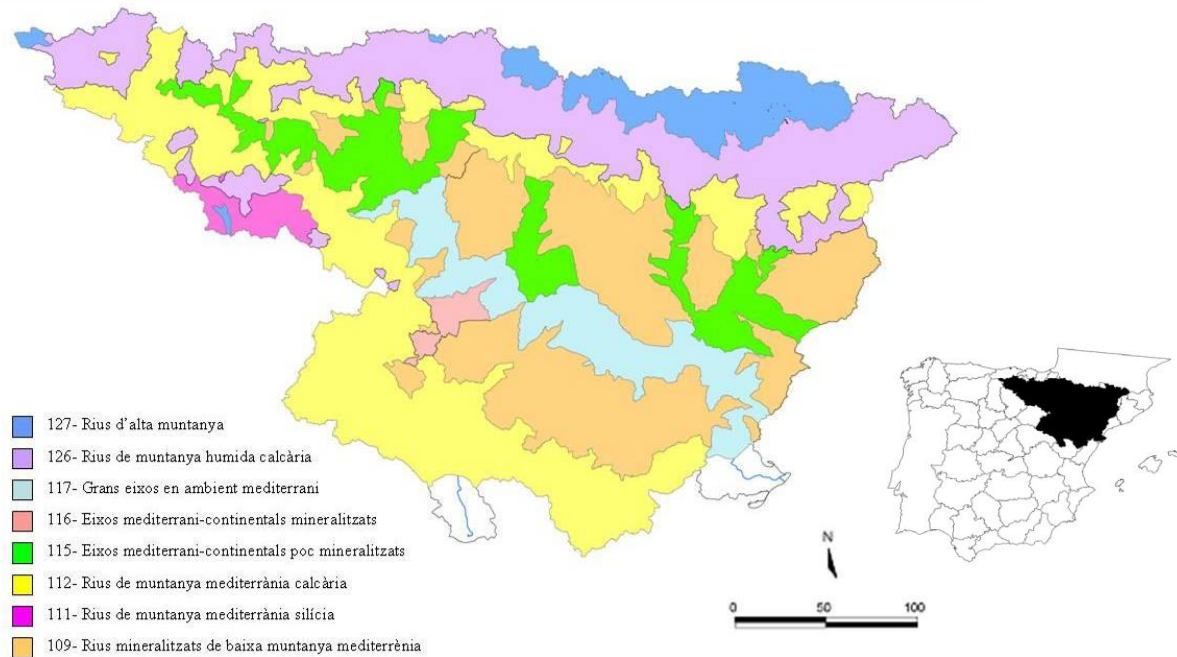 127- Rius d'alta muntanya
126- Rius de muntanya humida calcària
117- Grans eixos en ambient mediterrani
116- Eixos mediterrani-continentals mineralitzats
115- Eixos mediterrani-continentals poc mineralitzats
112- Rius de muntanya mediterrània calcària
111- Rius de muntanya mediterrània silícia
109- Rius mineralitzats de baixa muntanya mediterrènia
N
0 50 100